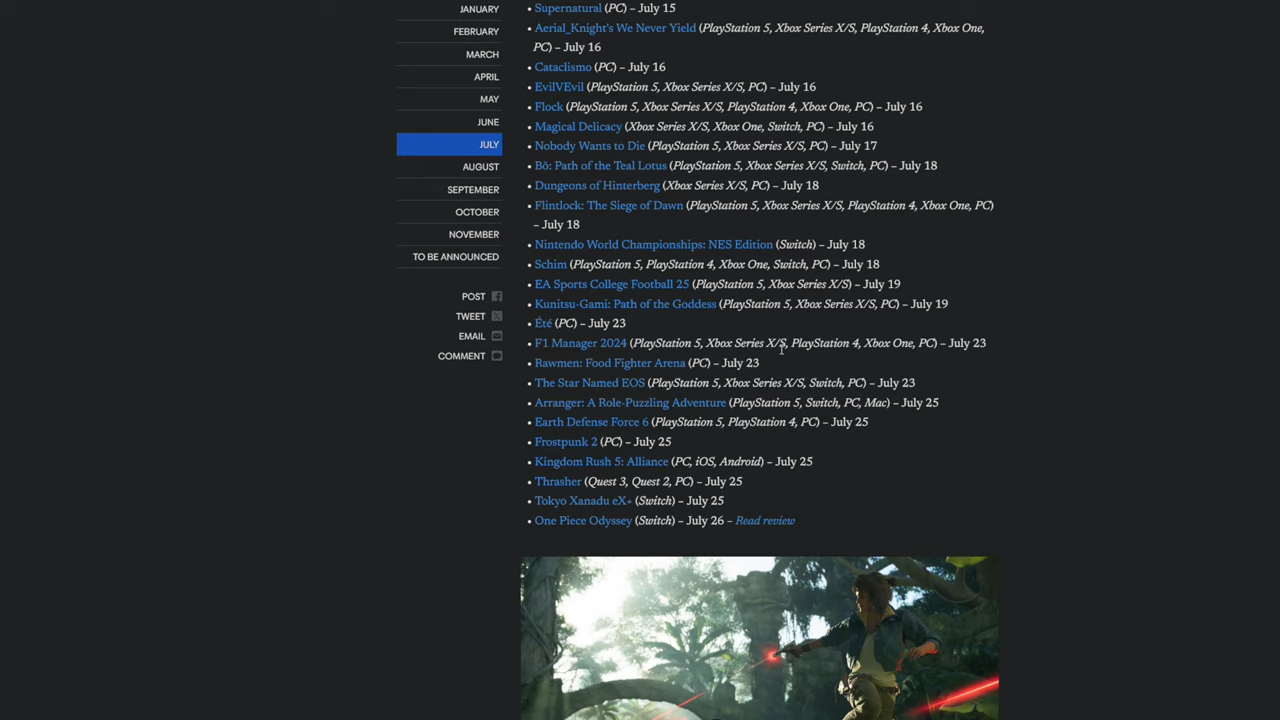 JANUARY
FEBRUARY
MARCH
APRIL
MAY
JUNE
JULY
AUGUST
SEPTEMBER
OCTOBER
NOVEMBER
TO BE ANNOUNCED
POST
TWEET
EMAIL
COMMENT
• Supernatural (PC) – July 15
• Aerial_Knight's We Never Yield (PlayStation 5, Xbox Series X/S, PlayStation 4, Xbox One,
PC) – July 16
• Cataclismo (PC) – July 16
• EvilVEvil (PlayStation 5, Xbox Series X/S, PC) – July 16
• Flock (PlayStation 5, Xbox Series X/S, PlayStation 4, Xbox One, PC) – July 16
• Magical Delicacy (Xbox Series X/S, Xbox One, Switch, PC) – July 16
• Nobody Wants to Die (PlayStation 5, Xbox Series X/S, PC) – July 17
• Bō: Path of the Teal Lotus (PlayStation 5, Xbox Series X/S, Switch, PC) – July 18
• Dungeons of Hinterberg (Xbox Series X/S, PC) – July 18
• Flintlock: The Siege of Dawn (PlayStation 5, Xbox Series X/S, PlayStation 4, Xbox One, PC)
– July 18
• Nintendo World Championships: NES Edition (Switch) – July 18
• Schim (PlayStation 5, PlayStation 4, Xbox One, Switch, PC) – July 18
• EA Sports College Football 25 (PlayStation 5, Xbox Series X/S) – July 19
• Kunitsu-Gami: Path of the Goddess (PlayStation 5, Xbox Series X/S, PC) – July 19
• Été (PC) – July 23
• F1 Manager 2024 (PlayStation 5, Xbox Series X/S, PlayStation 4, Xbox One, PC) – July 23
• Rawmen: Food Fighter Arena (PC) – July 23
• The Star Named EOS (PlayStation 5, Xbox Series X/S, Switch, PC) – July 23
• Arranger: A Role-Puzzling Adventure (PlayStation 5, Switch, PC, Mac) – July 25
• Earth Defense Force 6 (PlayStation 5, PlayStation 4, PC) – July 25
• Frostpunk 2 (PC) – July 25
• Kingdom Rush 5: Alliance (PC, iOS, Android) – July 25
• Thrasher (Quest 3, Quest 2, PC) – July 25
• Tokyo Xanadu eX+ (Switch) – July 25
• One Piece Odyssey (Switch) – July 26 – Read review